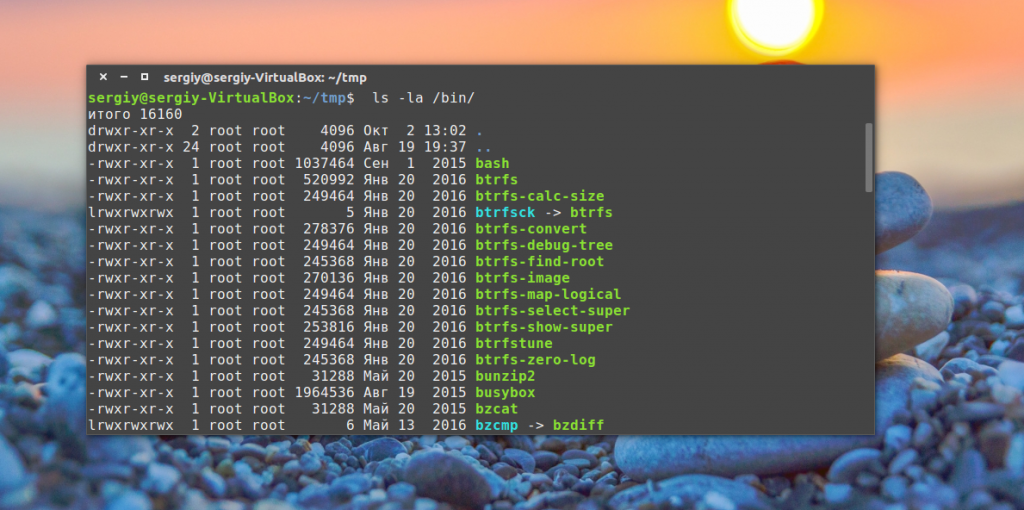 sergiy@sergiy-VirtualBox: ~/tmp
sergiy@sergiy-VirtualBox:~/tmp$  ls -la /bin/
итого 16160
drwxr-xr-x  2 root root    4096 Окт  2 13:02 .
drwxr-xr-x 24 root root    4096 Авг 19 19:37 ..
-rwxr-xr-x  1 root root 1037464 Сен  1  2015 bash
-rwxr-xr-x  1 root root  520992 Янв 20  2016 btrfs
-rwxr-xr-x  1 root root  249464 Янв 20  2016 btrfs-calc-size
lrwxrwxrwx  1 root root       5 Янв 20  2016 btrfsck -> btrfs
-rwxr-xr-x  1 root root  278376 Янв 20  2016 btrfs-convert
-rwxr-xr-x  1 root root  249464 Янв 20  2016 btrfs-debug-tree
-rwxr-xr-x  1 root root  245368 Янв 20  2016 btrfs-find-root
-rwxr-xr-x  1 root root  270136 Янв 20  2016 btrfs-image
-rwxr-xr-x  1 root root  249464 Янв 20  2016 btrfs-map-logical
-rwxr-xr-x  1 root root  245368 Янв 20  2016 btrfs-select-super
-rwxr-xr-x  1 root root  253816 Янв 20  2016 btrfs-show-super
-rwxr-xr-x  1 root root  249464 Янв 20  2016 btrfstune
-rwxr-xr-x  1 root root  245368 Янв 20  2016 btrfs-zero-log
-rwxr-xr-x  1 root root   31288 Май 20  2015 bunzip2
-rwxr-xr-x  1 root root 1964536 Авг 19  2015 busybox
-rwxr-xr-x  1 root root   31288 Май 20  2015 bzcat
lrwxrwxrwx  1 root root       6 Май 13  2016 bzcmp -> bzdiff